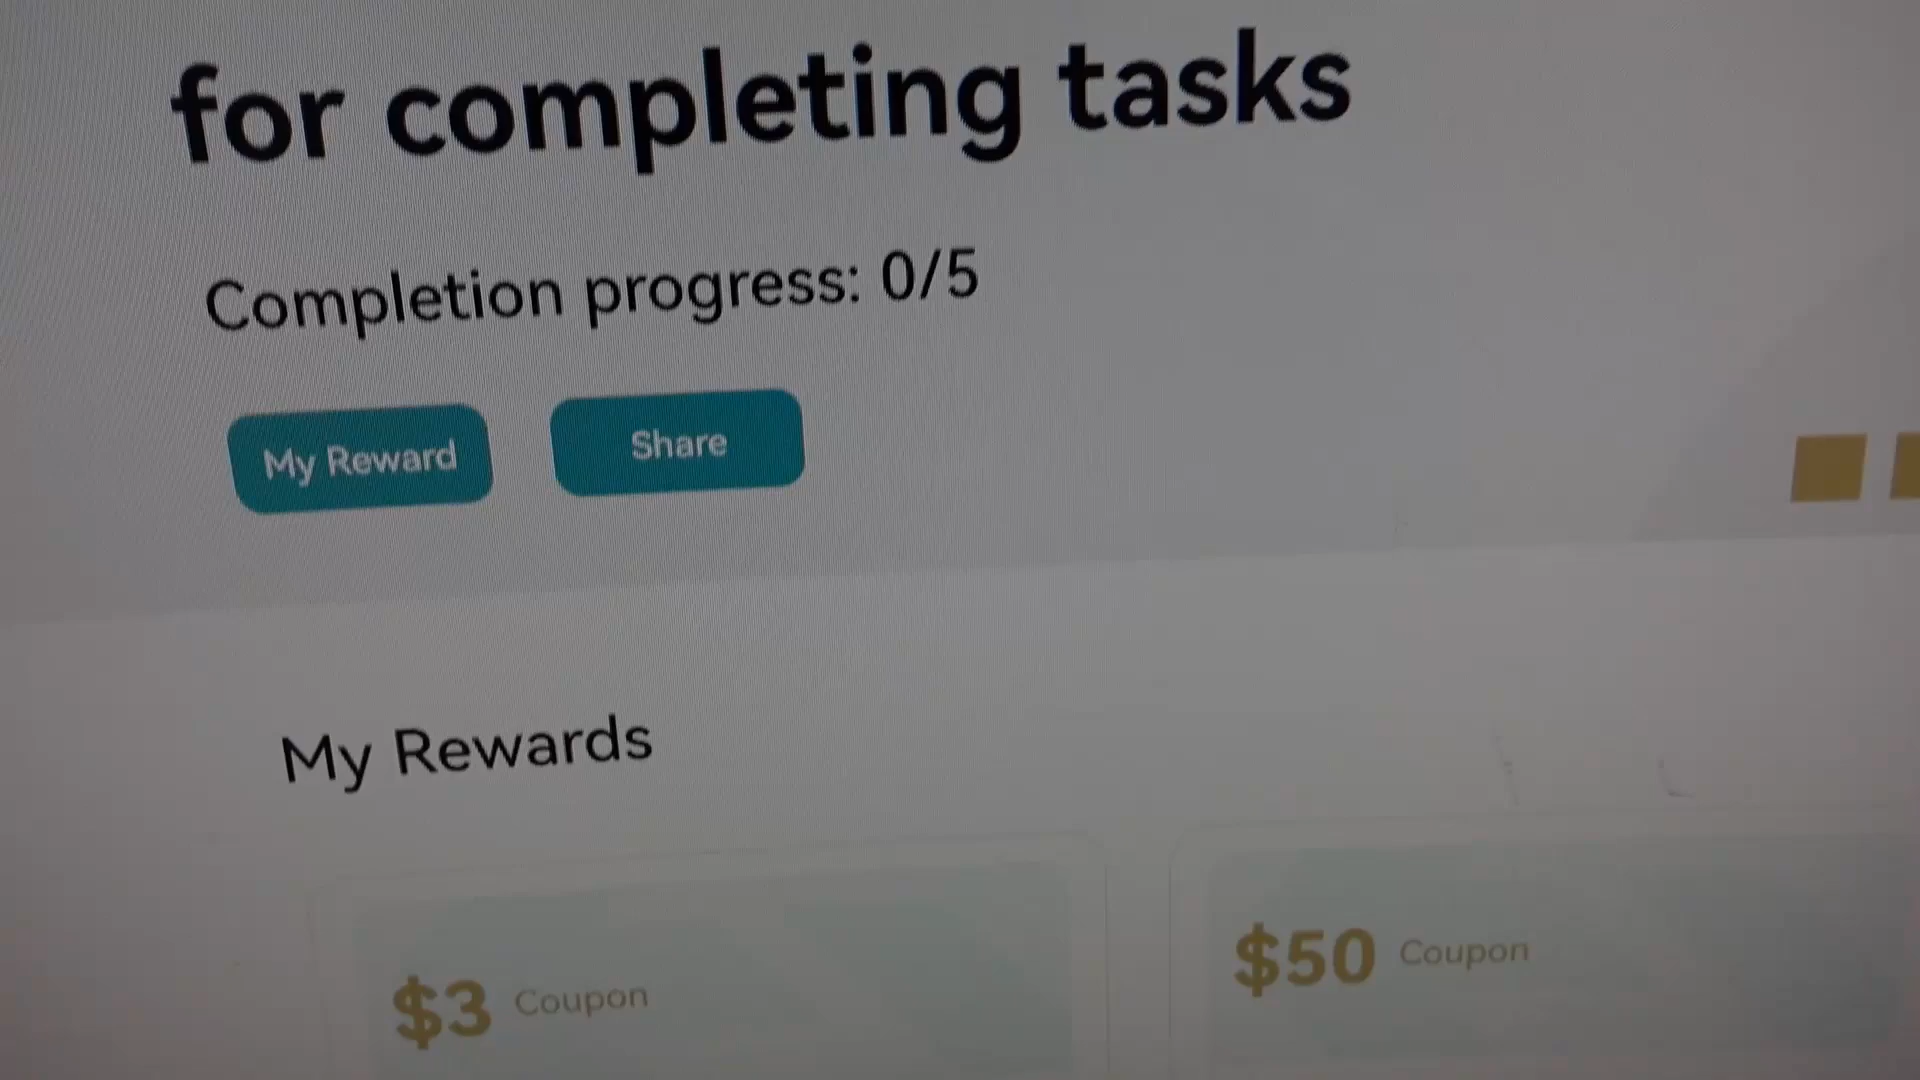 for completing tasks
Completion progress: 0/5
My Reward
Share
My Rewards
$3 Coupon
$50 Coupon